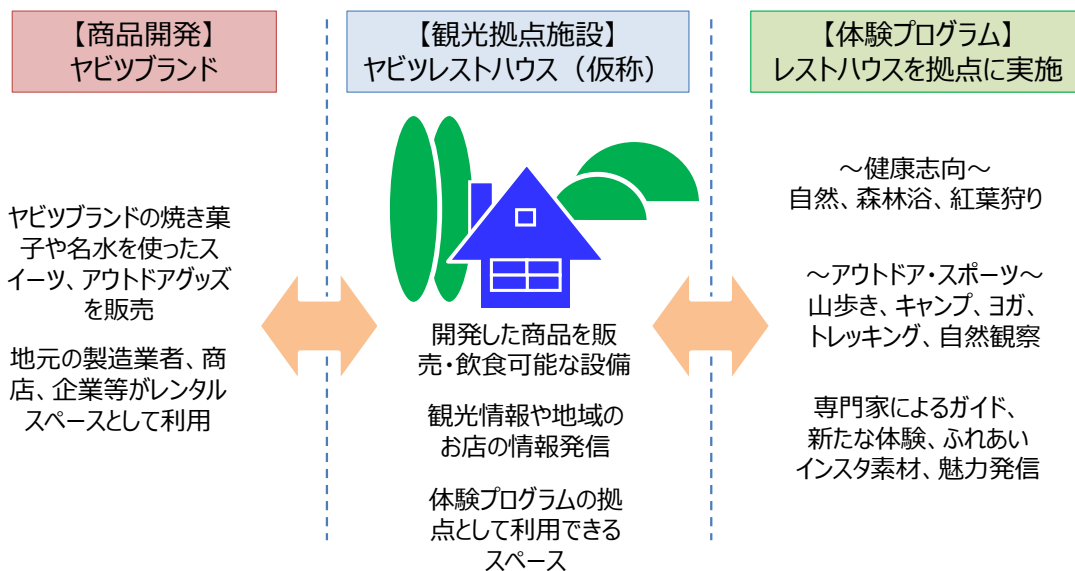 【商品開発】
ヤビツブランド
ヤビツブランドの焼き菓
子や名水を使ったス
イーツ、アウトドアグッズ
を販売
地元の製造業者、商
店、企業等がレンタル
スペースとして利用
【観光拠点施設】
ヤビツレストハウス（仮称）
開発した商品を販
売・飲食可能な設備
観光情報や地域の
お店の情報発信
体験プログラムの拠
点として利用できる
スペース
【体験プログラム】
レストハウスを拠点に実施
～健康志向～
自然、森林浴、紅葉狩り
～アウトドア・スポーツ～
山歩き、キャンプ、ヨガ、
トレッキング、自然観察
専門家によるガイド、
新たな体験、ふれあい
インスタ素材、魅力発信